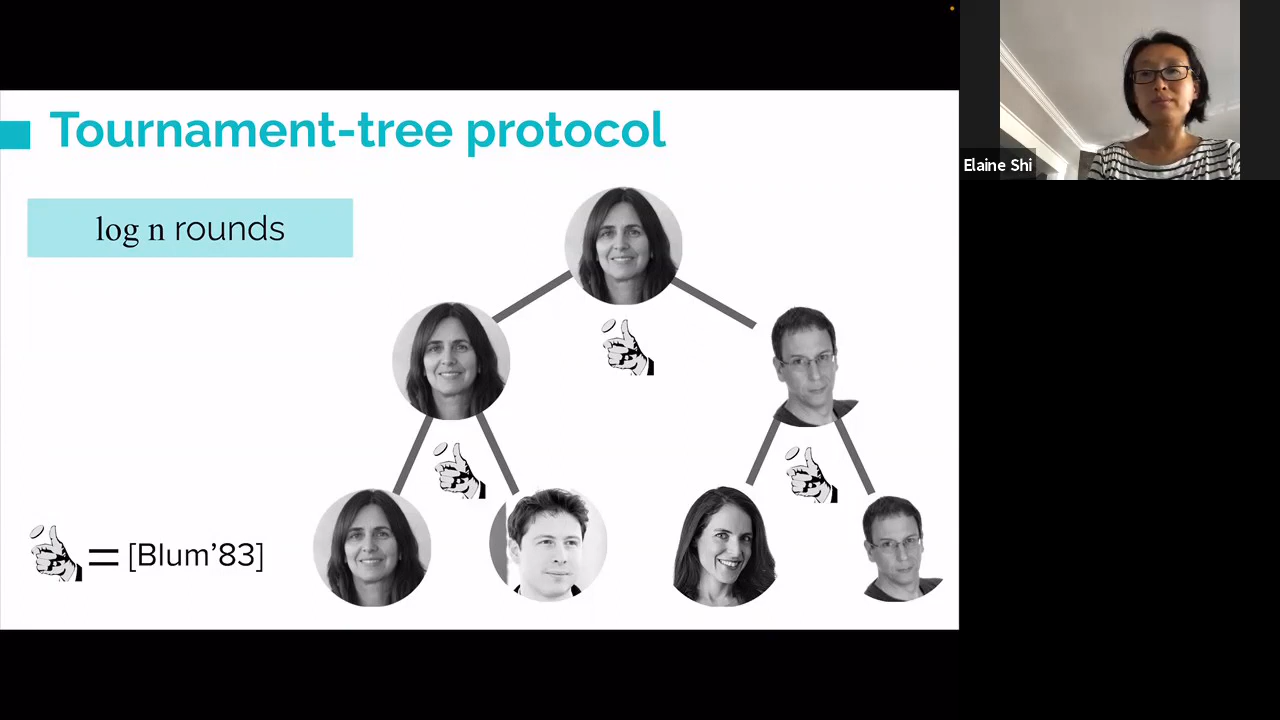 Tournament-tree protocol
log n rounds
= [Blum’83]
Elaine Shi